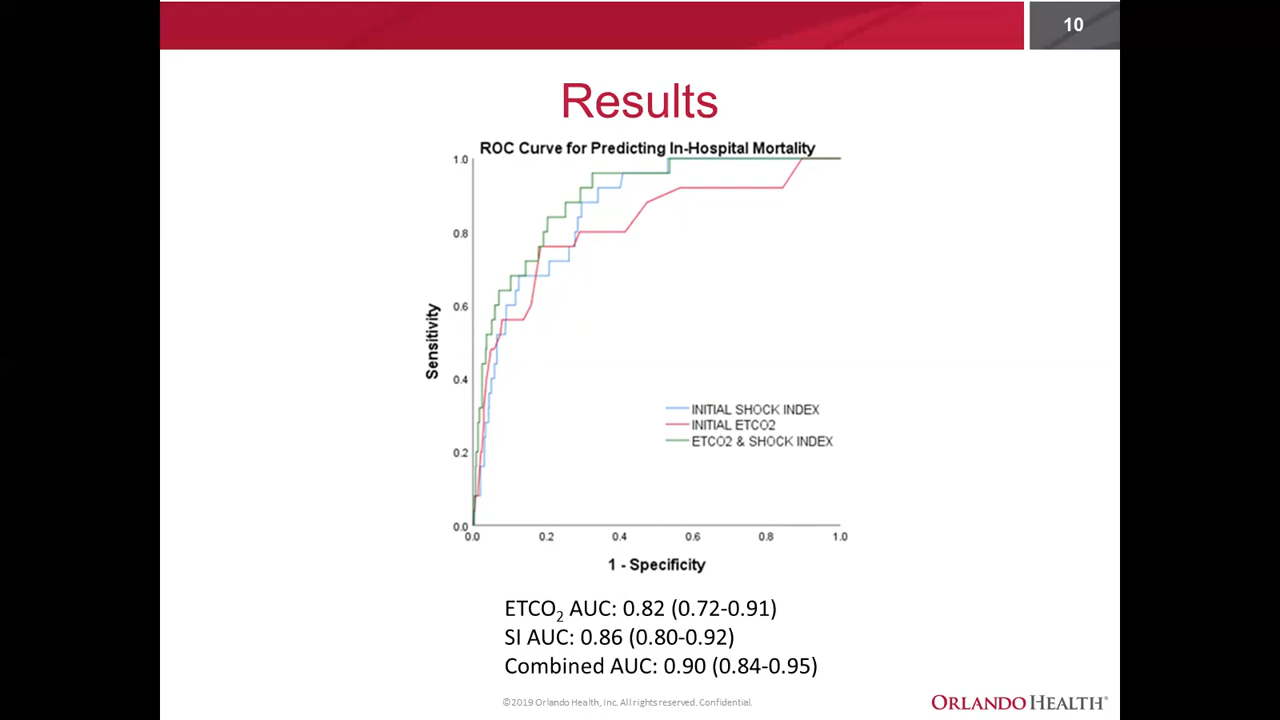 10
Results
ROC Curve for Predicting In-Hospital Mortality
1.0
0.8
0.6
0.4
0.2
0.0
Sensitivity
INITIAL SHOCK INDEX
INITIAL ETCO2
ETCO2 & SHOCK INDEX
0.0 0.2 0.4 0.6 0.8 1.0
1 - Specificity
ETCO₂ AUC: 0.82 (0.72-0.91)
SI AUC: 0.86 (0.80-0.92)
Combined AUC: 0.90 (0.84-0.95)
©2019 Orlando Health, Inc. All rights reserved. Confidential.
ORLANDO HEALTH®